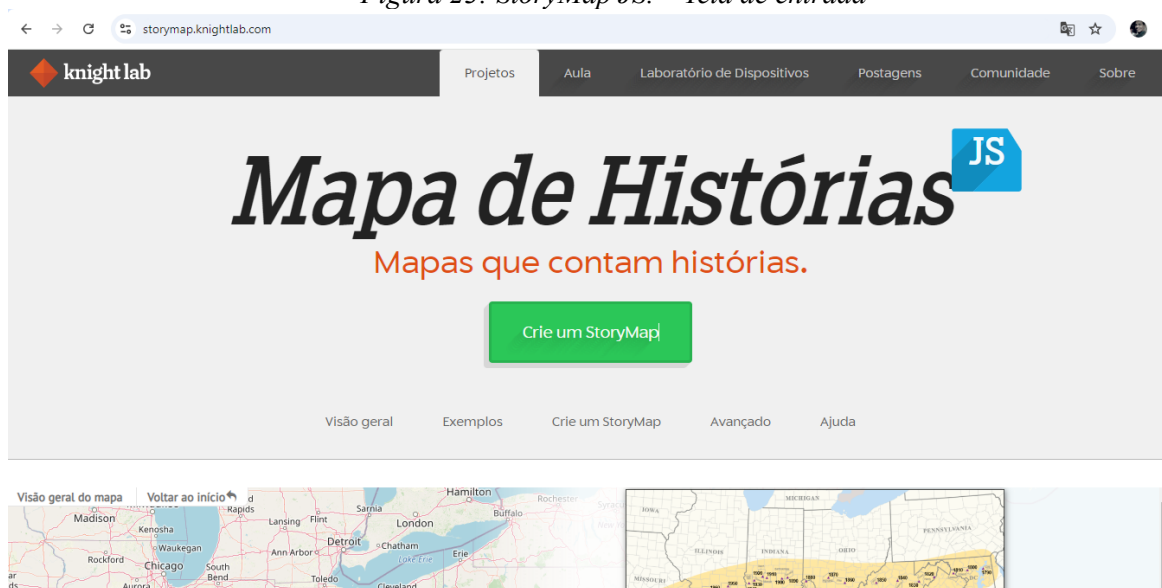 Figura 25: StoryMap JS. – Tela de entrada
storymap.knightlab.com
knight lab
Projetos Aula Laboratório de Dispositivos Postagens Comunidade Sobre
Mapa de Histórias JS
Mapas que contam histórias.
Crie um StoryMap
Visão geral Exemplos Crie um StoryMap Avançado Ajuda
Visão geral do mapa Voltar ao início
Rapids Lansing Flint Sarnia London Hamilton Buffalo Rochester
Madison Kenosha
Waukegan Ann Arbor Detroit Chatham Erie
Rockford Chicago South Bend
Aurora Toledo Cleveland
IOWA MICHIGAN PENNSYLVANIA
ILLINOIS INDIANA OHIO
MISSOURI